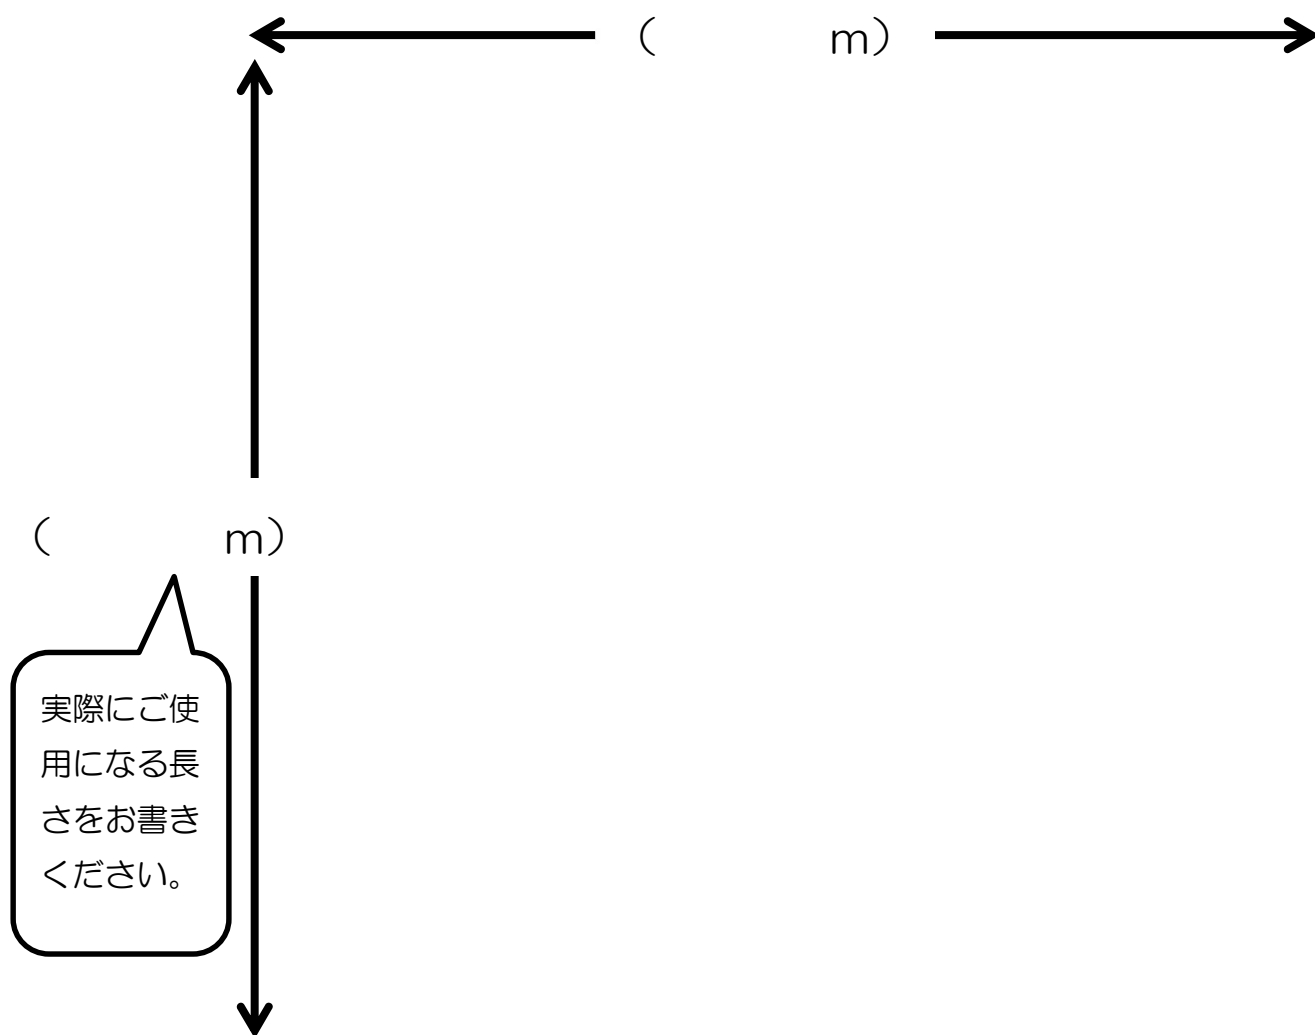 （　　　　m）
（　　　　m）
実際にご使
用になる長
さをお書き
ください。